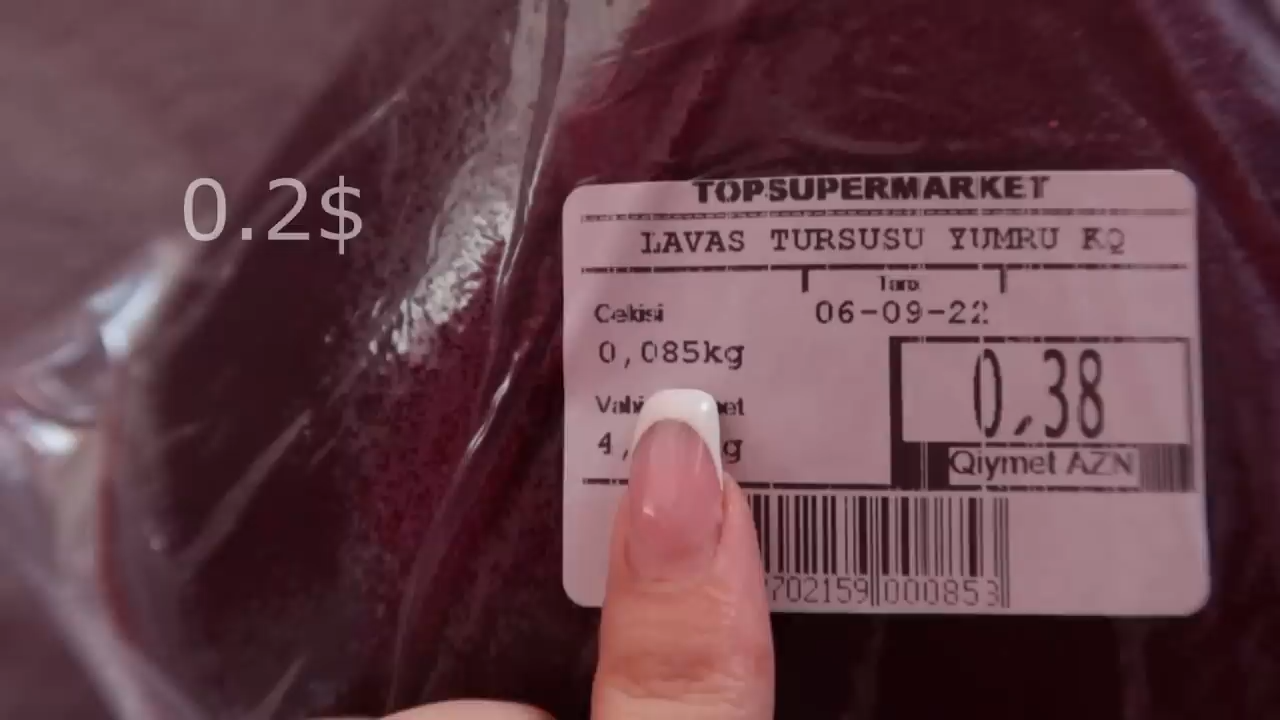 0.2$
TOPSUPERMARKET
LAVAS TURSUSU YUMRU KQ
Tarix
Cekisi
06-09-22
0,085kg
0,38
4,
Qiymet AZN
702159 000853